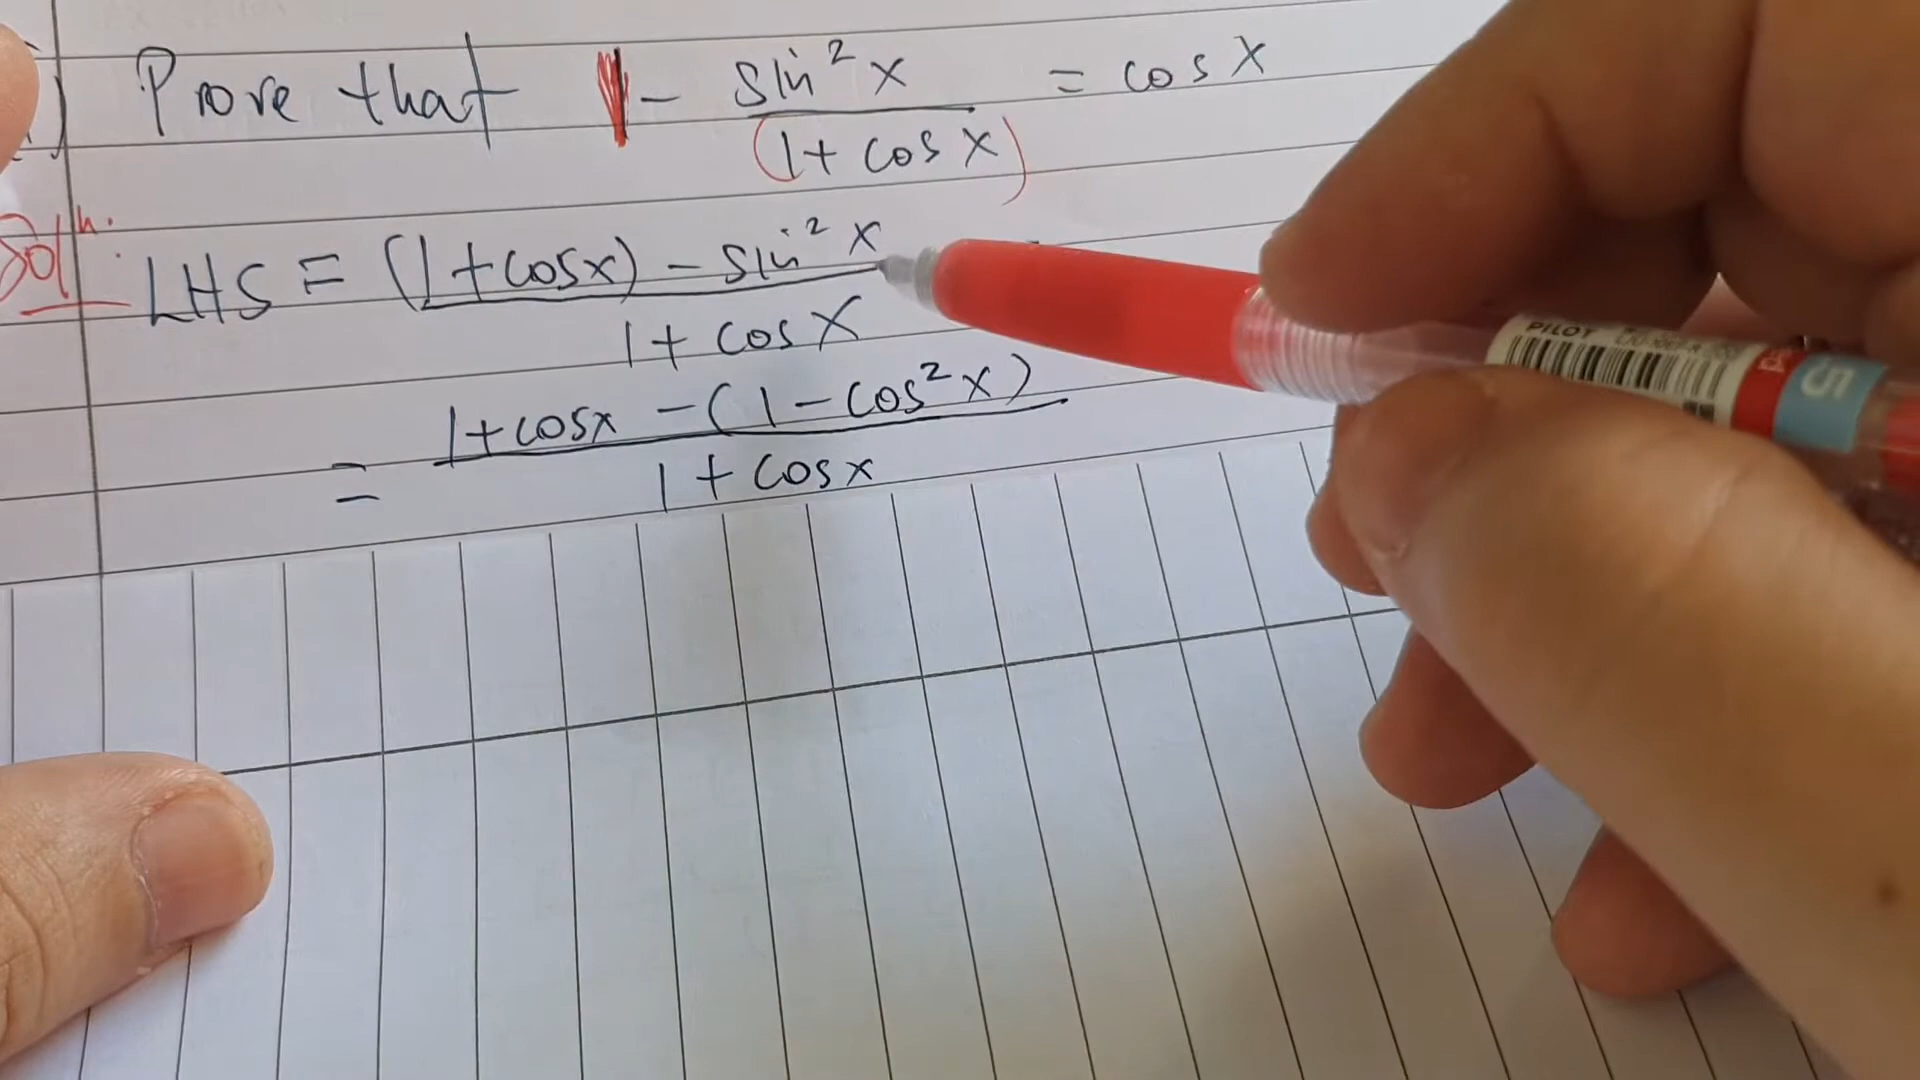 Prove that 1 - sin²x / (1 + cos x) = cos x
Soln:
LHS = (1 + cosx) - sin²x / 1 + cos x
= 1 + cosx - (1 - cos²x) / 1 + cosx
PILOT
5